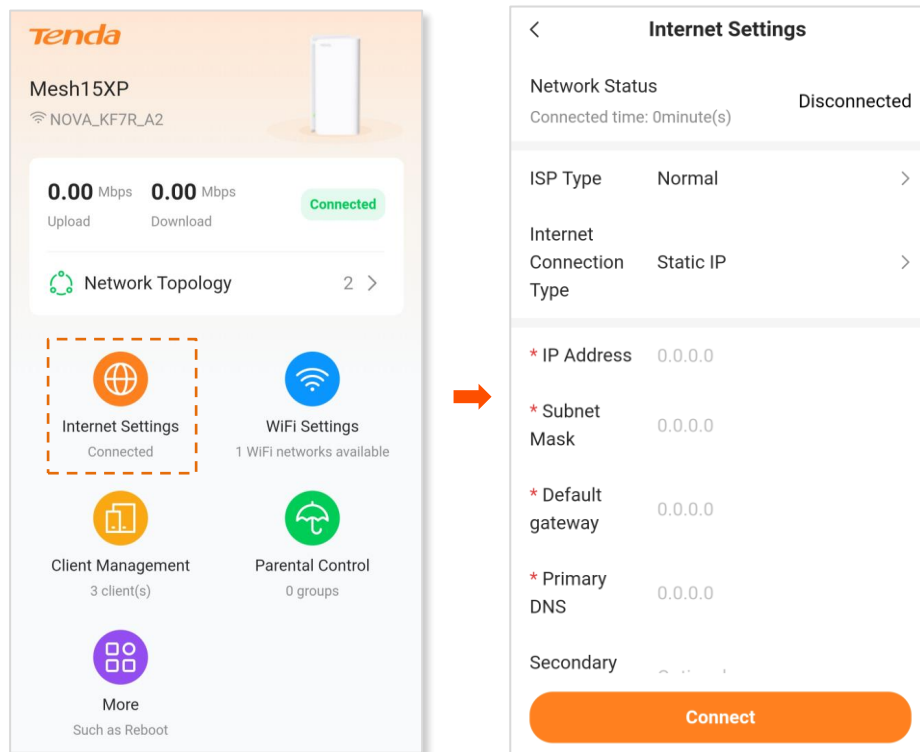 Tenda
Mesh15XP
NOVA_KF7R_A2
0.00 Mbps 0.00 Mbps
Upload Download
Connected
Network Topology 2
Internet Settings WiFi Settings
Connected 1 WiFi networks available
Client Management Parental Control
3 client(s) 0 groups
More
Such as Reboot
Internet Settings
Network Status
Connected time: 0minute(s)
Disconnected
ISP Type Normal
Internet
Connection Static IP
Type
* IP Address 0.0.0.0
* Subnet
Mask
0.0.0.0
* Default
gateway
0.0.0.0
* Primary
DNS
0.0.0.0
Secondary
Connect